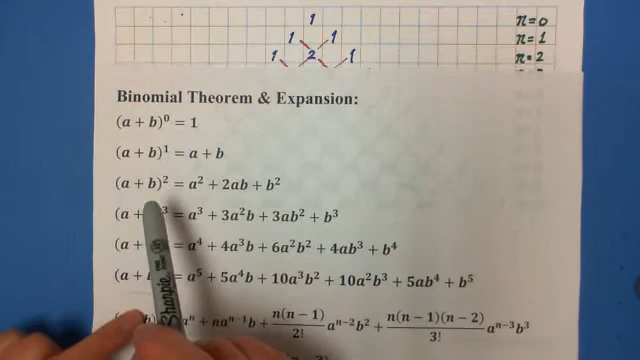 1 n=0
1 1 n=1
1 2 1 n=2
Binomial Theorem & Expansion:
(a + b)⁰ = 1
(a + b)¹ = a + b
(a + b)² = a² + 2ab + b²
(a + ³ = a³ + 3a²b + 3ab² + b³
(a + = a⁴ + 4a³b + 6a²b² + 4ab³ + b⁴
(a + = a⁵ + 5a⁴b + 10a³b² + 10a²b³ + 5ab⁴ + b⁵
aⁿ + naⁿ⁻¹b + n(n − 1)/2! aⁿ⁻²b² + n(n − 1)(n − 2)/3! aⁿ⁻³b³
Sharpie